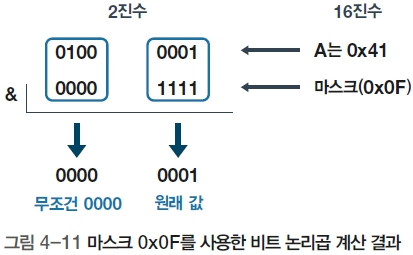 2진수 16진수
0100 0001 A는 0x41
& 0000 1111 마스크(0x0F)
0000 0001
무조건 0000 원래 값
그림 4-11 마스크 0x0F를 사용한 비트 논리곱 계산 결과